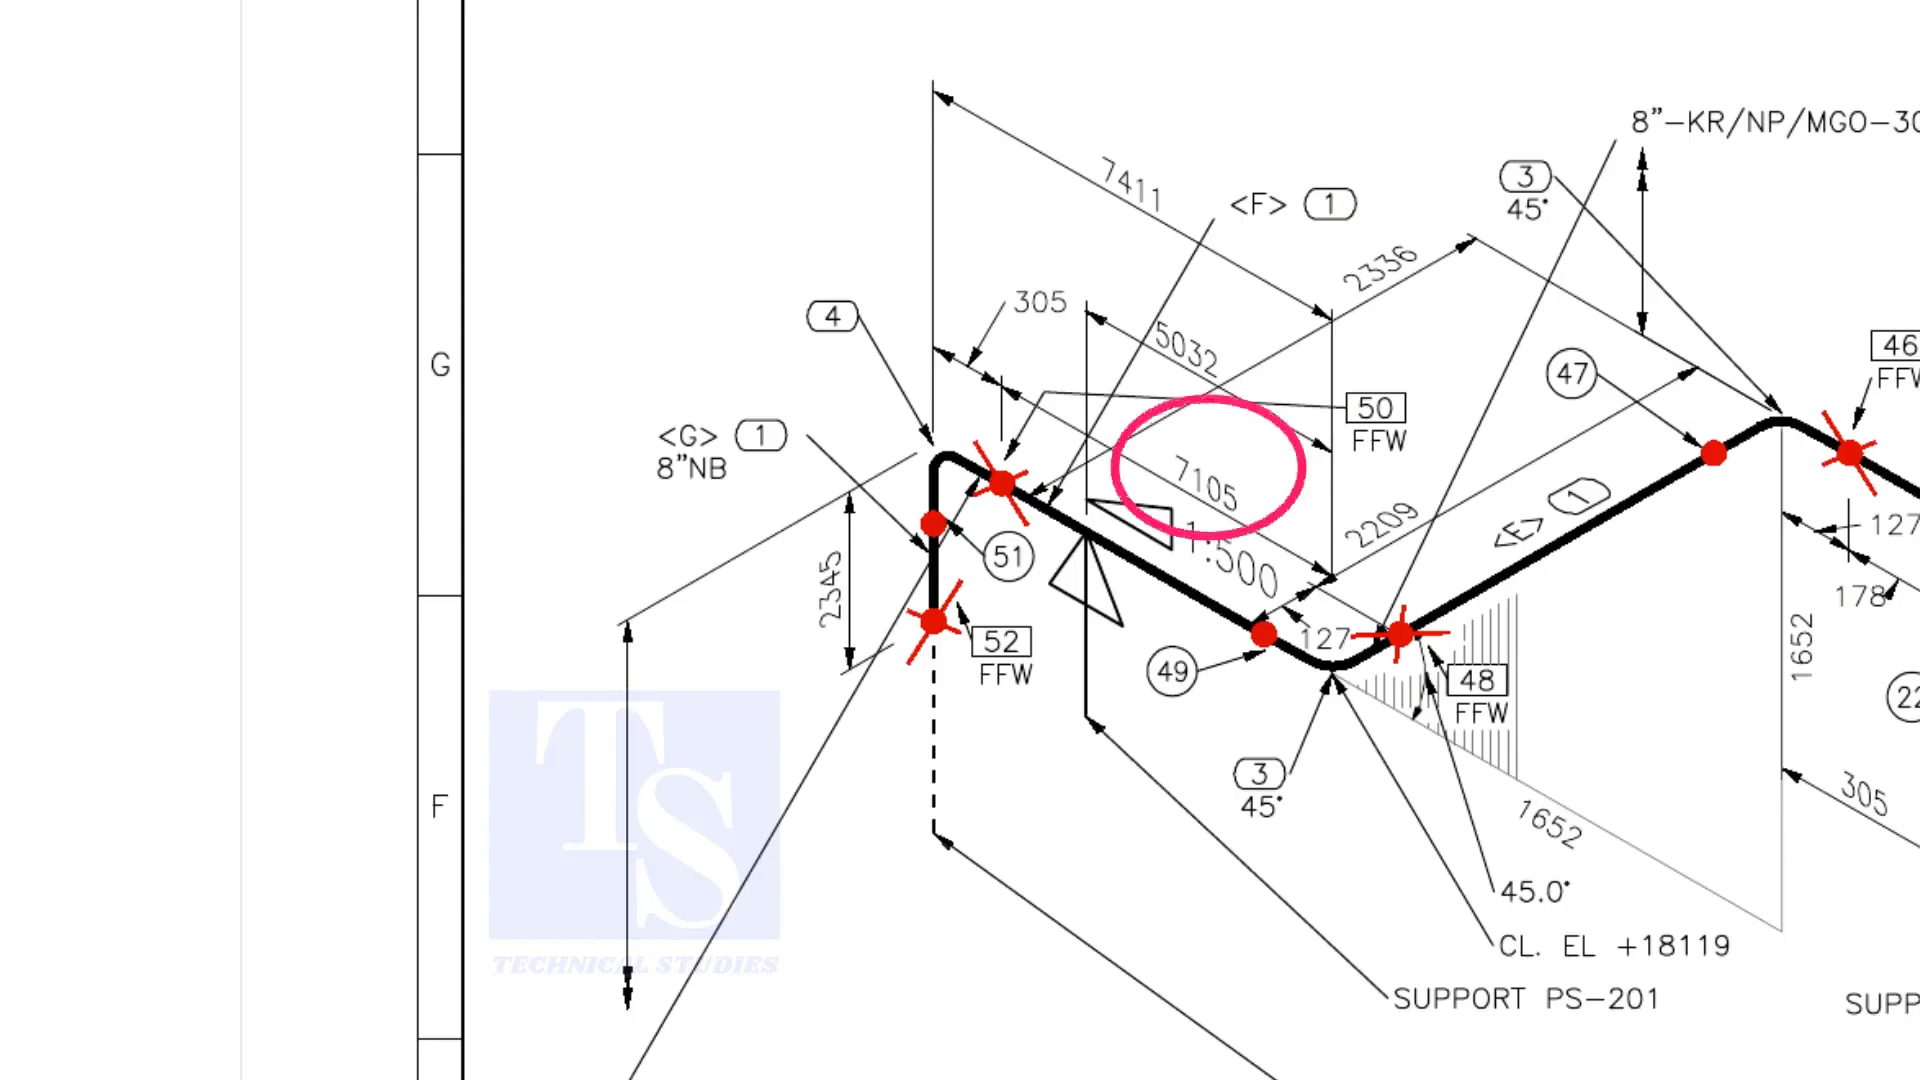 8”-KR/NP/MGO-30
7411
<F> 1
3
45°
2336
305
4
5032
46
FFW
G
47
50
FFW
<G> 1
8”NB
7105
2209
<E> 1
127
1:500
51
2345
178
52
FFW
127
1652
49
48
FFW
22
3
45°
305
F
1652
45.0°
CL. EL +18119
SUPPORT PS-201
SUPP
TS
TECHNICAL STUDIES